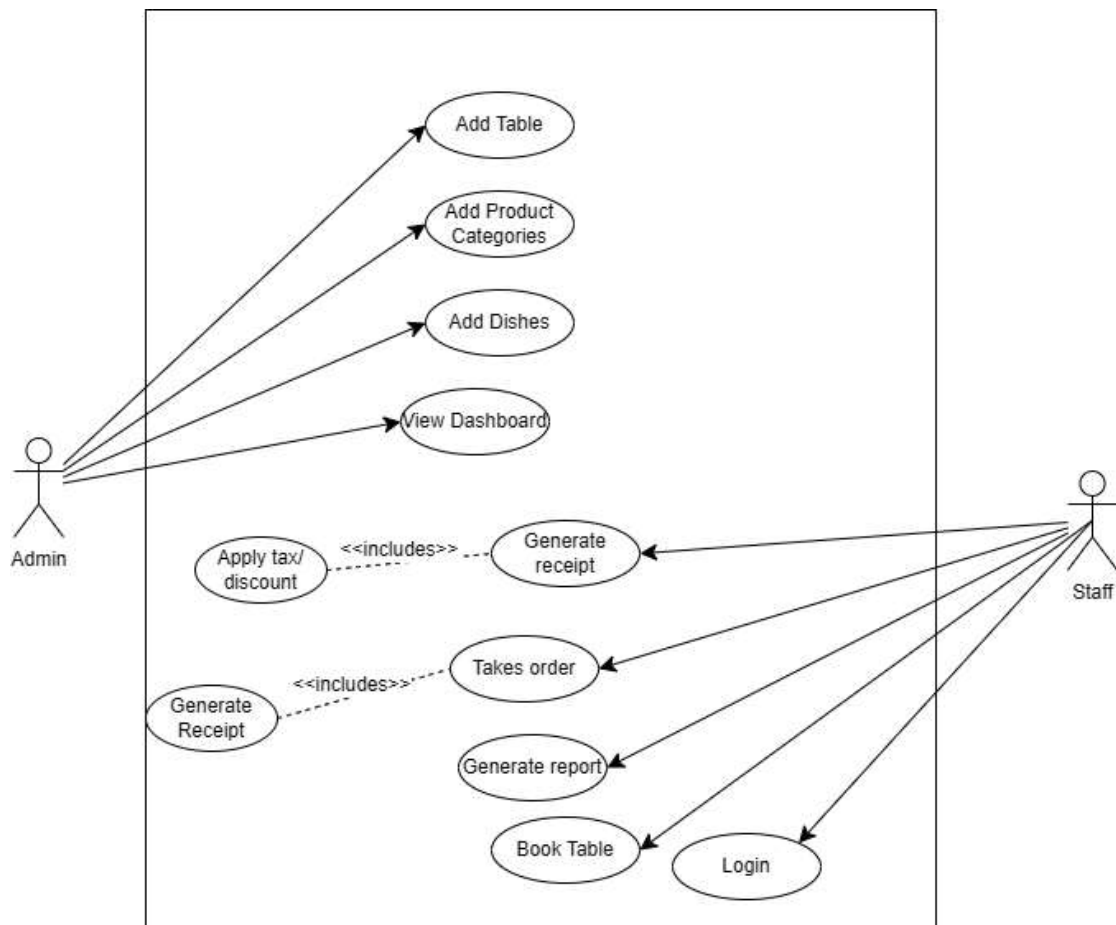 Add Table
Add Product
Categories
Add Dishes
View Dashboard
Admin
Staff
Apply tax/
discount
<<includes>>
Generate
receipt
Takes order
<<includes>>
Generate
Receipt
Generate report
Book Table
Login